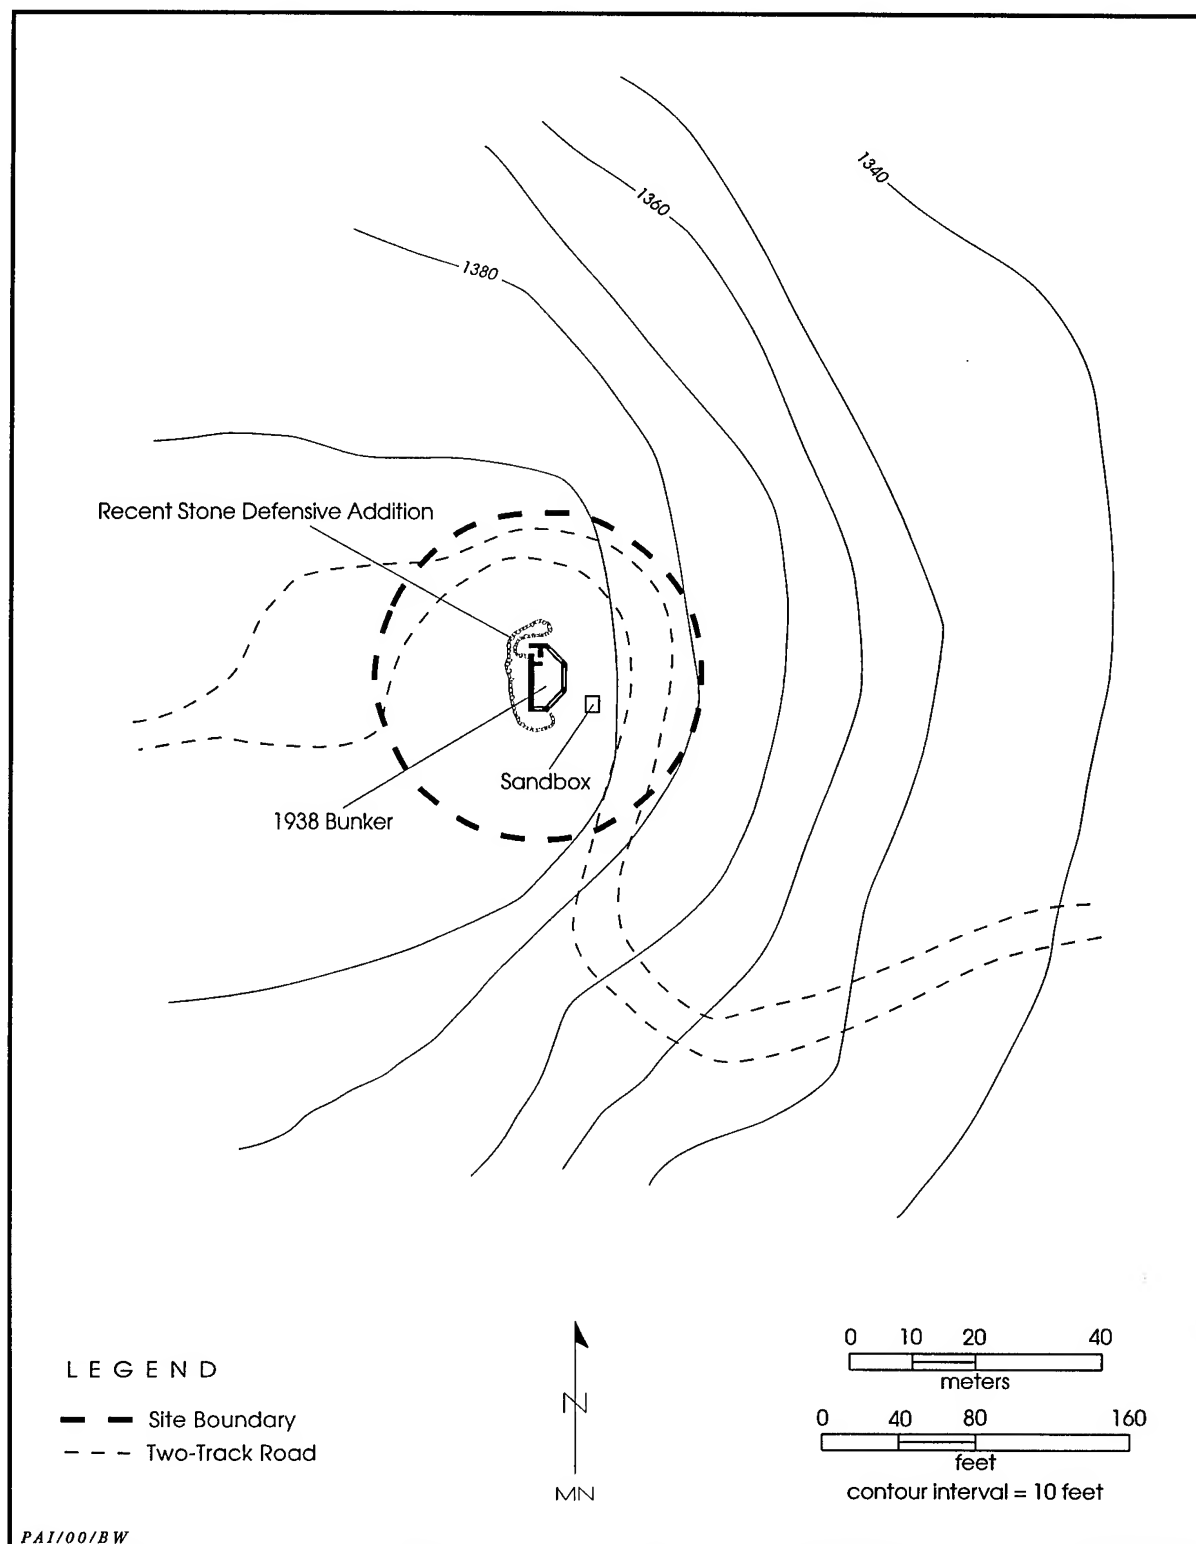 1340
1360
1380
Recent Stone Defensive Addition
Sandbox
1938 Bunker
LEGEND
Site Boundary
Two-Track Road
N
MN
0 10 20 40
meters
0 40 80 160
feet
contour interval = 10 feet
PAI/00/BW